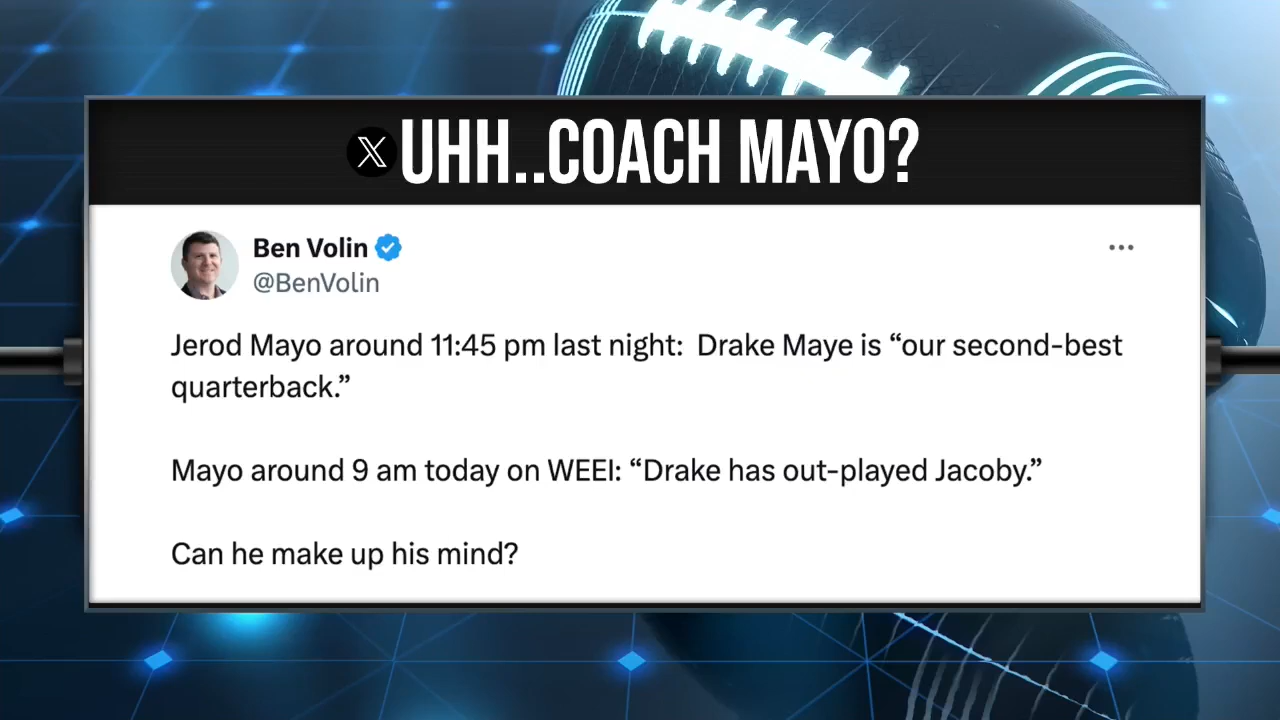 X UHH..COACH MAYO?
Ben Volin
@BenVolin
Jerod Mayo around 11:45 pm last night: Drake Maye is “our second-best
quarterback.”
Mayo around 9 am today on WEEI: “Drake has out-played Jacoby.”
Can he make up his mind?